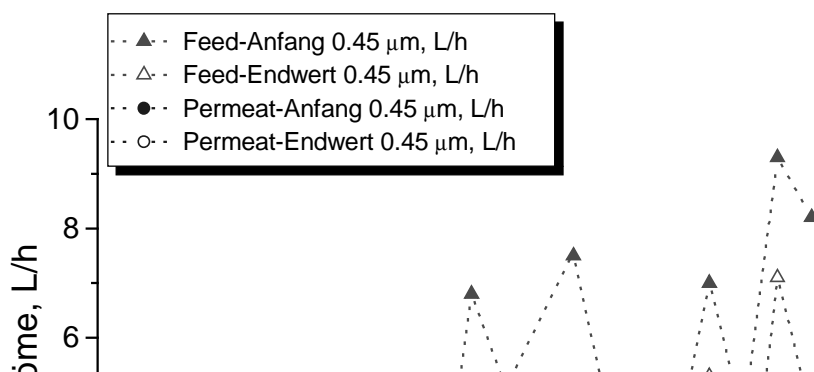 Feed-Anfang 0.45 μm, L/h
Feed-Endwert 0.45 μm, L/h
Permeat-Anfang 0.45 μm, L/h
Permeat-Endwert 0.45 μm, L/h
10
8
6
öme, L/h